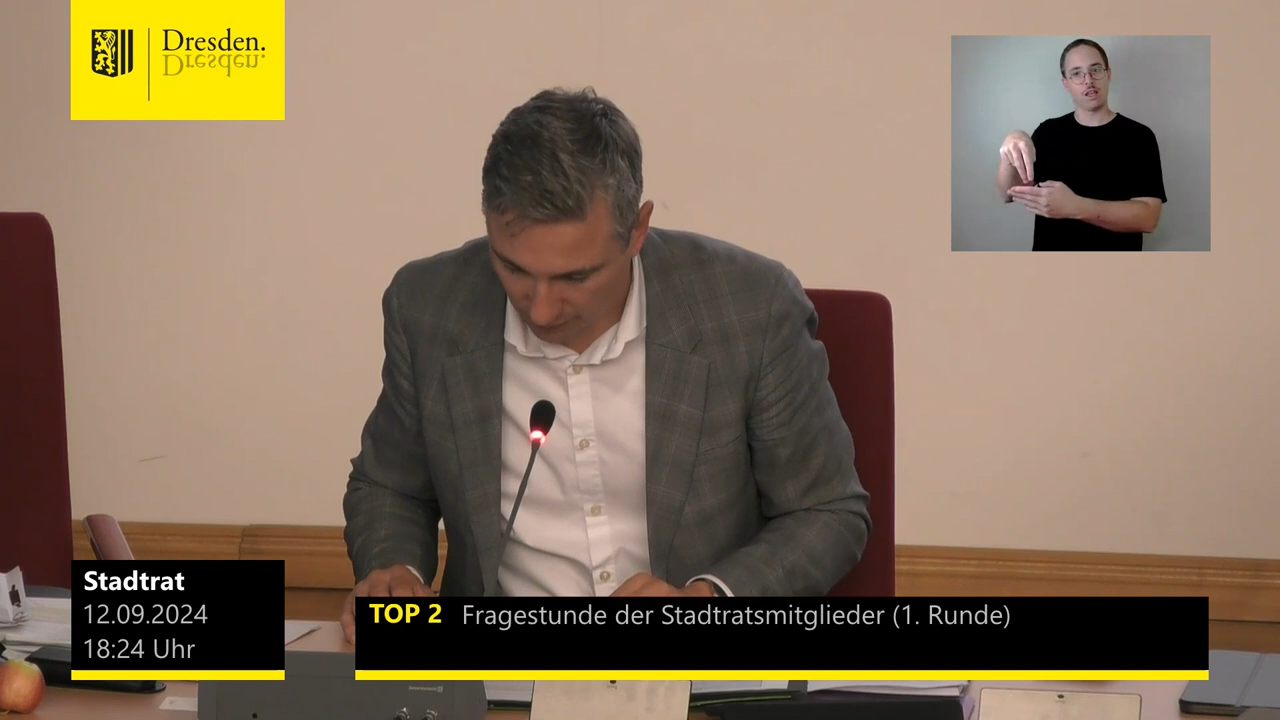 Dresden.
Dresden.
Stadtrat
12.09.2024
18:24 Uhr
TOP 2 Fragestunde der Stadtratsmitglieder (1. Runde)